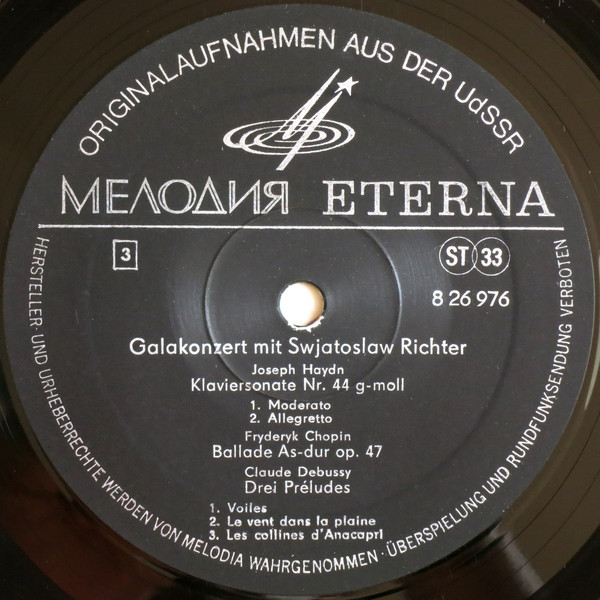 ORIGINALAUFNAHMEN AUS DER UdSSR
МЕЛОДИЯ ETERNA
3
ST 33
8 26 976
Galakonzert mit Swjatoslaw Richter
Joseph Haydn
Klaviersonate Nr. 44 g-moll
1. Moderato
2. Allegretto
Fryderyk Chopin
Ballade As-dur op. 47
Claude Debussy
Drei Préludes
1. Voiles
2. Le vent dans la plaine
3. Les collines d'Anacapri
HERSTELLER- UND URHEBERRECHTE WERDEN VON MELODIA WAHRGENOMMEN · ÜBERSPIELUNG UND RUNDFUNKSENDUNG VERBOTEN